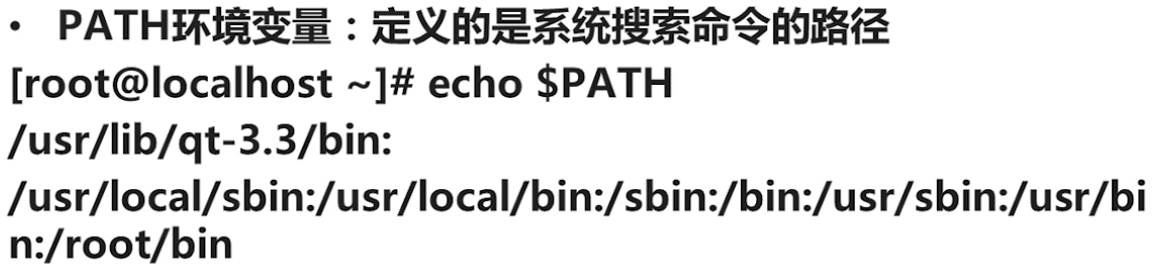 • PATH环境变量：定义的是系统搜索命令的路径
[root@localhost ~]# echo $PATH
/usr/lib/qt-3.3/bin:
/usr/local/sbin:/usr/local/bin:/sbin:/bin:/usr/sbin:/usr/bi
n:/root/bin